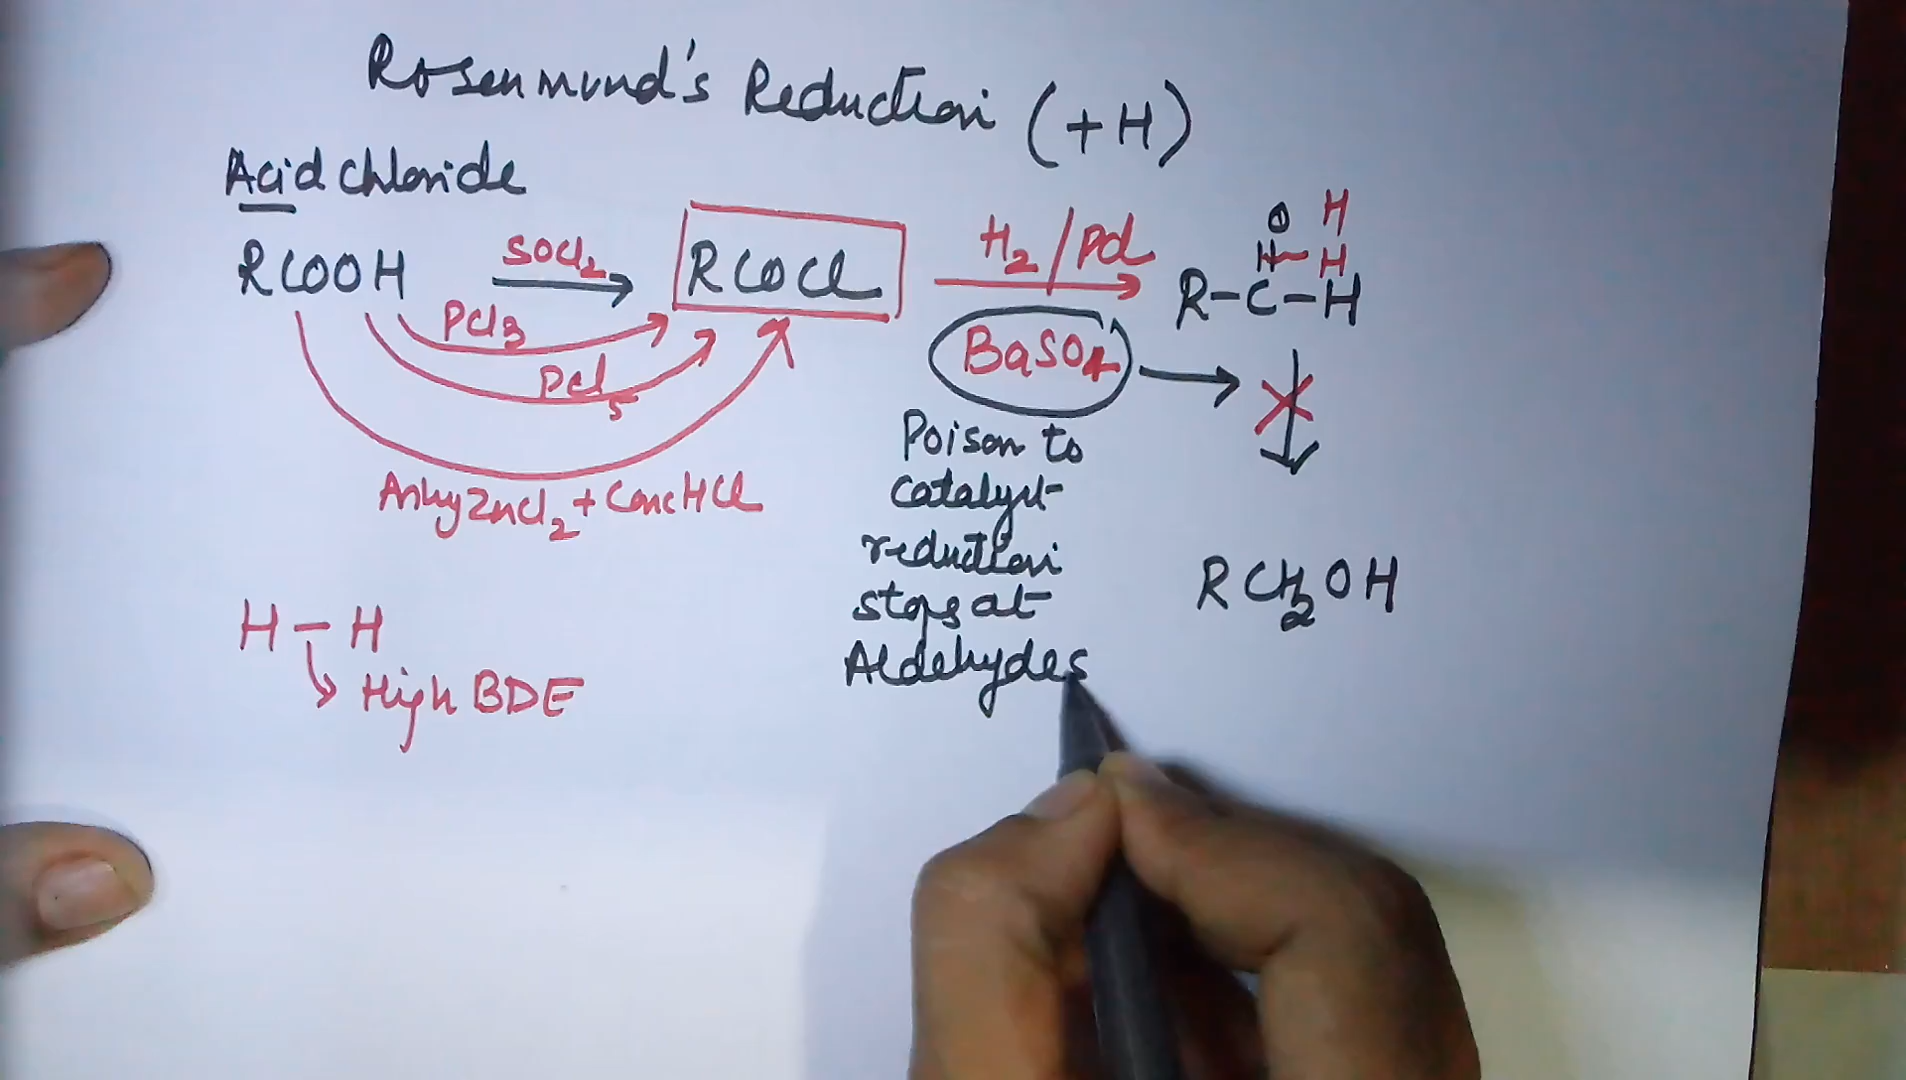 Rosenmund's Reduction (+H)
Acid chloride
RCOOH
SOCl2
RCOCl
H2/Pd
O H
H
R-C-H
PCl3
PCl5
BaSO4
Anhy ZnCl2 + Conc HCl
Poison to
catalyst
reduction
stops at
Aldehydes
RCH2OH
H-H
High BDE